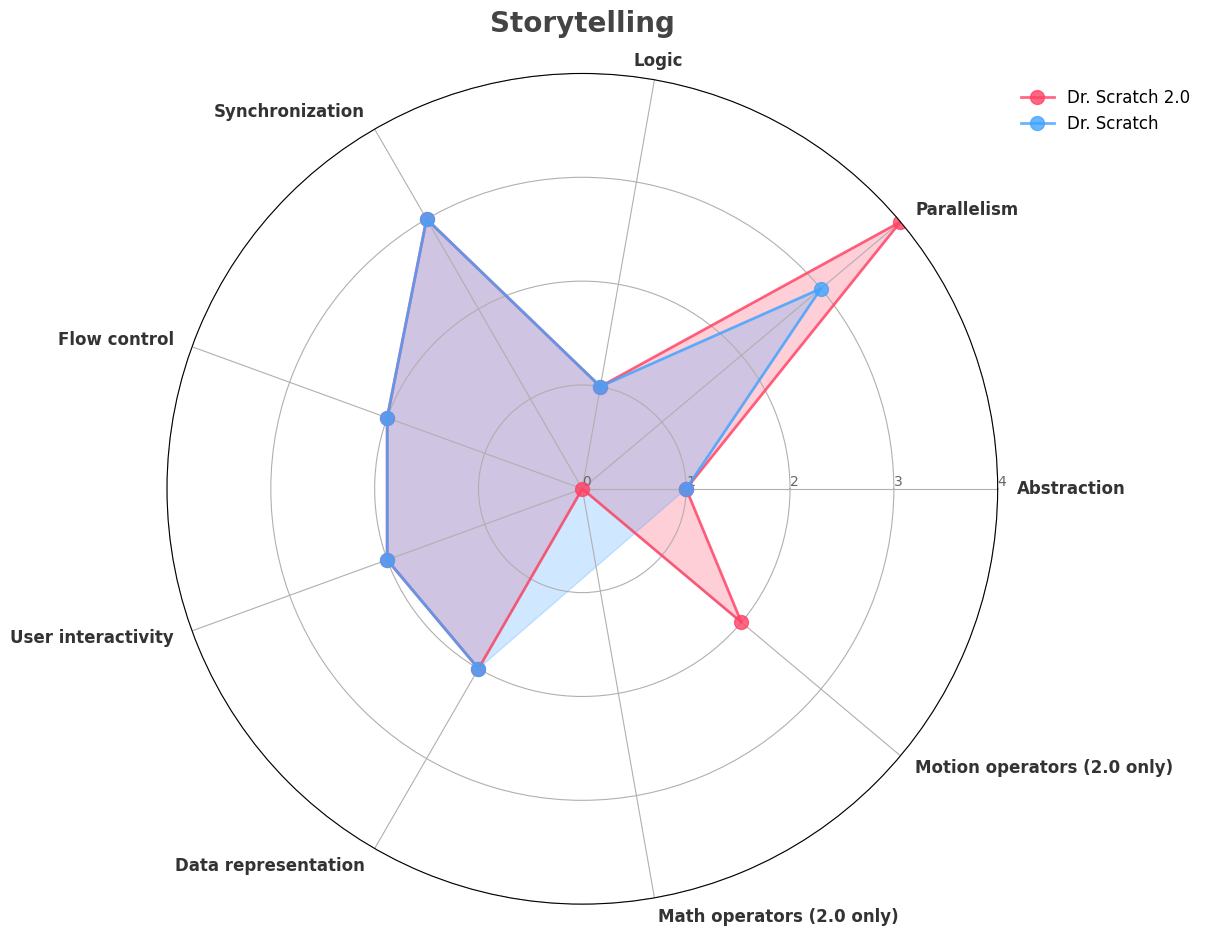 Storytelling
Logic
Dr. Scratch 2.0
Dr. Scratch
Synchronization
Parallelism
Flow control
0
1
2
3
4
Abstraction
User interactivity
Motion operators (2.0 only)
Data representation
Math operators (2.0 only)